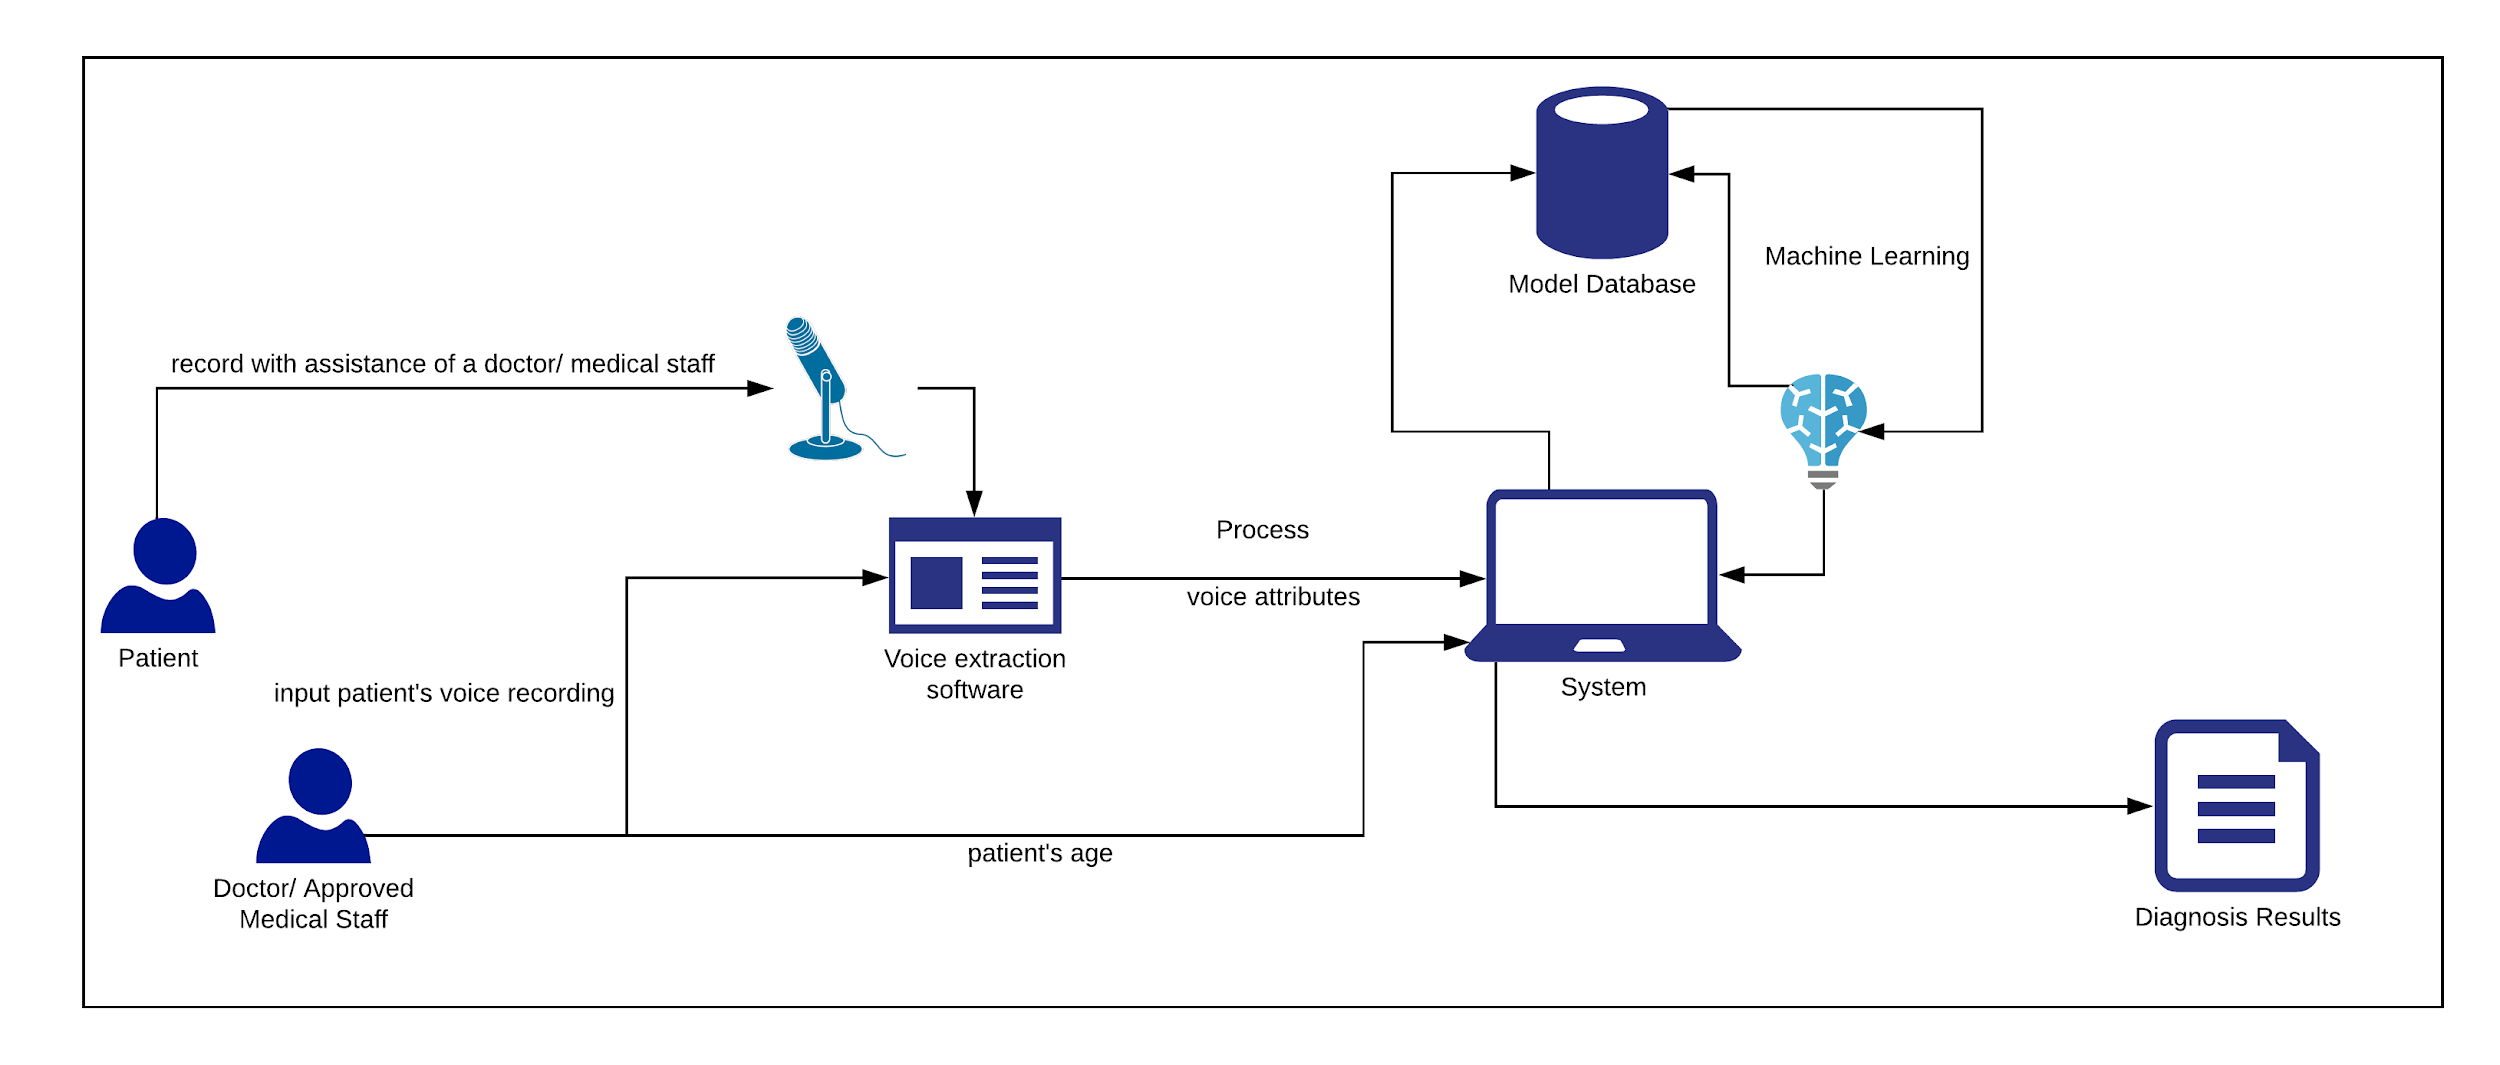 Model Database
Machine Learning
record with assistance of a doctor/ medical staff
Process
voice attributes
Patient
Voice extraction
software
System
input patient's voice recording
patient's age
Doctor/ Approved
Medical Staff
Diagnosis Results